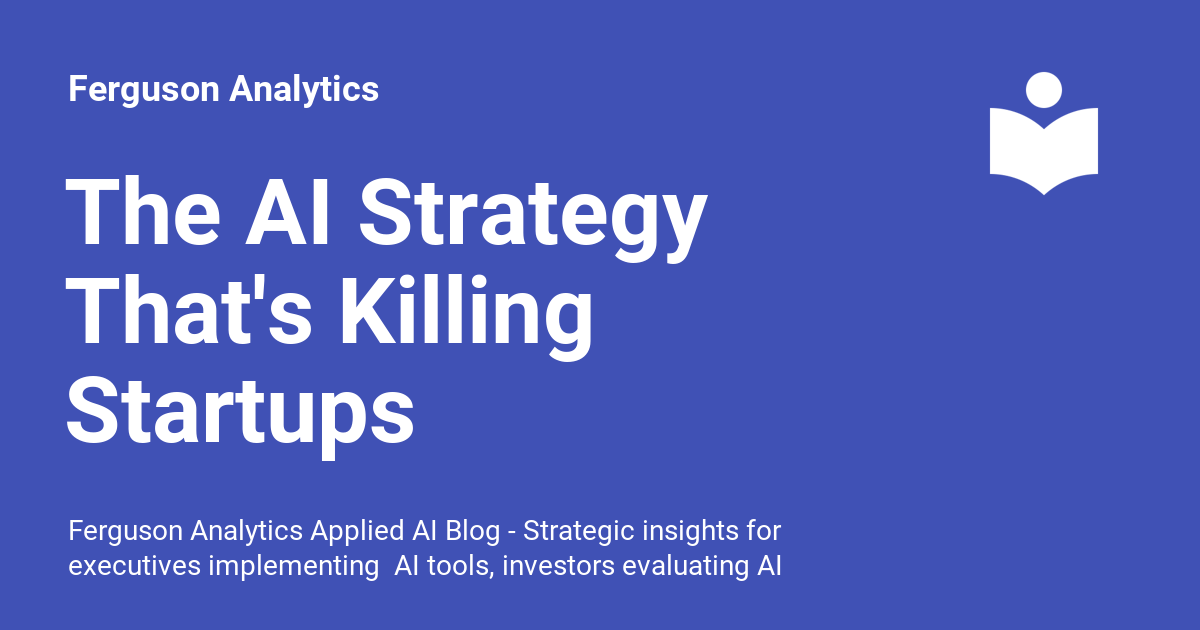 Ferguson Analytics
The AI Strategy
That's Killing
Startups
Ferguson Analytics Applied AI Blog - Strategic insights for
executives implementing  AI tools, investors evaluating AI